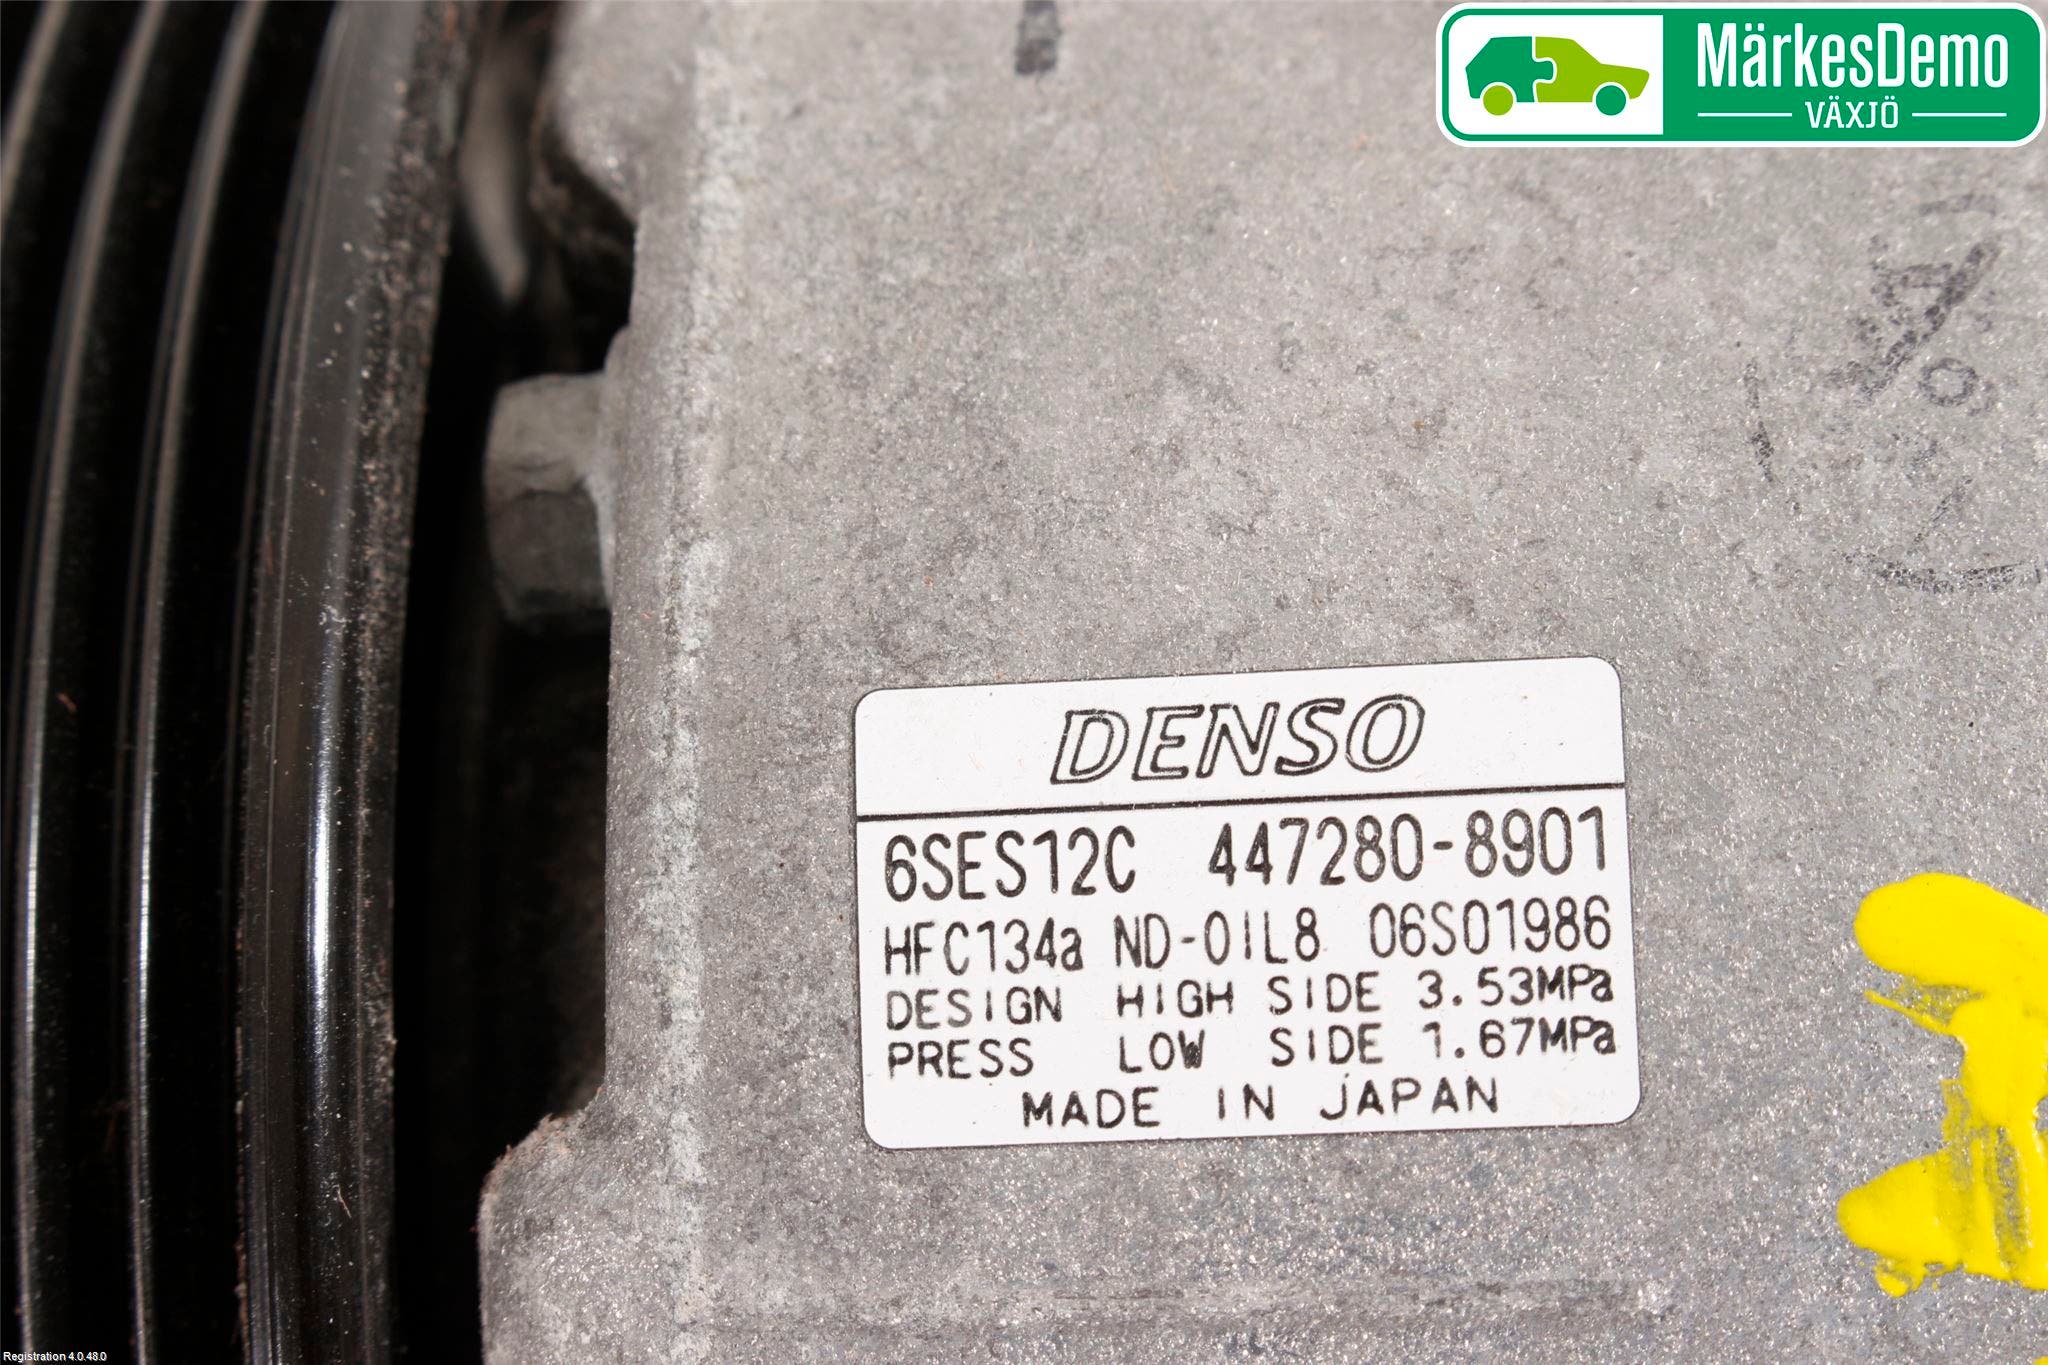 MärkesDemo
VÄXJÖ
DENSO
6SES12C 447280-8901
HFC134a ND-OIL8 06S01986
DESIGN HIGH SIDE 3.53MPa
PRESS LOW SIDE 1.67MPa
MADE IN JAPAN
Registration 4.0.48.0